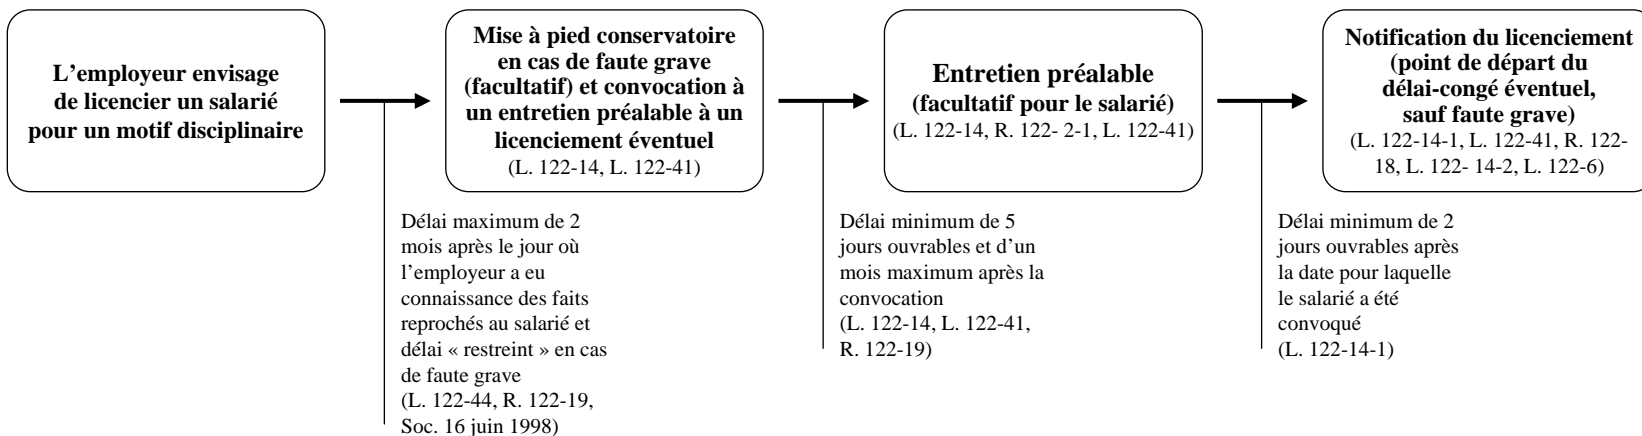 L’employeur envisage
de licencier un salarié
pour un motif disciplinaire
Mise à pied conservatoire
en cas de faute grave
(facultatif) et convocation à
un entretien préalable à un
licenciement éventuel
(L. 122-14, L. 122-41)
Entretien préalable
(facultatif pour le salarié)
(L. 122-14, R. 122- 2-1, L. 122-41)
Notification du licenciement
(point de départ du
délai-congé éventuel,
sauf faute grave)
(L. 122-14-1, L. 122-41, R. 122-
18, L. 122- 14-2, L. 122-6)
Délai maximum de 2
mois après le jour où
l’employeur a eu
connaissance des faits
reprochés au salarié et
délai « restreint » en cas
de faute grave
(L. 122-44, R. 122-19,
Soc. 16 juin 1998)
Délai minimum de 5
jours ouvrables et d’un
mois maximum après la
convocation
(L. 122-14, L. 122-41,
R. 122-19)
Délai minimum de 2
jours ouvrables après
la date pour laquelle
le salarié a été
convoqué
(L. 122-14-1)